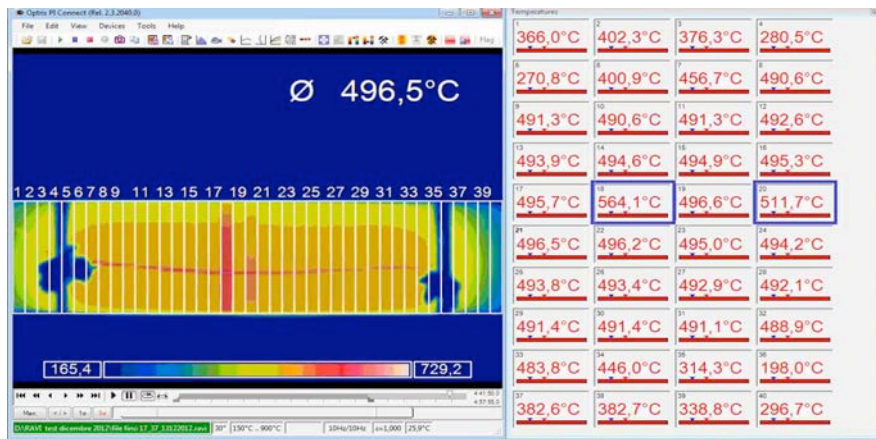 Optris PI Connect (Rel. 2.3.2040.0)
File Edit View Devices Tools Help
Ø 496,5°C
1 2 3 4 5 6 7 8 9 11 13 15 17 19 21 23 25 27 29 31 33 35 37 39
165,4 729,2
Temperatures
1 2 3 4
366,0°C 402,3°C 376,3°C 280,5°C
5 6 7 8
270,8°C 400,9°C 456,7°C 490,6°C
9 10 11 12
491,3°C 490,6°C 491,3°C 492,6°C
13 14 15 16
493,9°C 494,6°C 494,9°C 495,3°C
17 18 19 20
495,7°C 564,1°C 496,6°C 511,7°C
21 22 23 24
496,5°C 496,2°C 495,0°C 494,2°C
25 26 27 28
493,8°C 493,4°C 492,9°C 492,1°C
29 30 31 32
491,4°C 491,4°C 491,1°C 488,9°C
33 34 35 36
483,8°C 446,0°C 314,3°C 198,0°C
37 38 39 40
382,6°C 382,7°C 338,8°C 296,7°C
4:41:50.0
4:57:55.0
Max.
30° 150°C .. 900°C 10Hz/10Hz ε=1,000 25,9°C